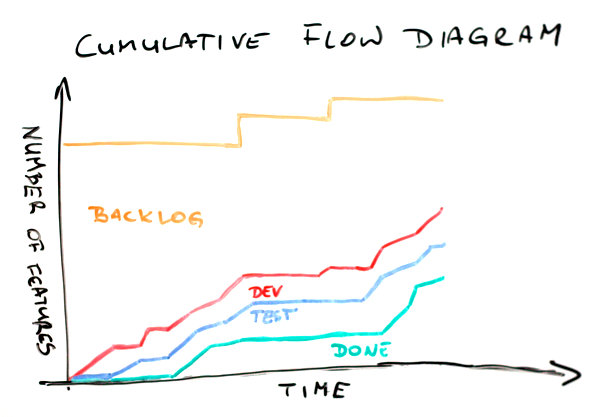 CUMULATIVE FLOW DIAGRAM
NUMBER OF FEATURES
BACKLOG
DEV
TEST
DONE
TIME